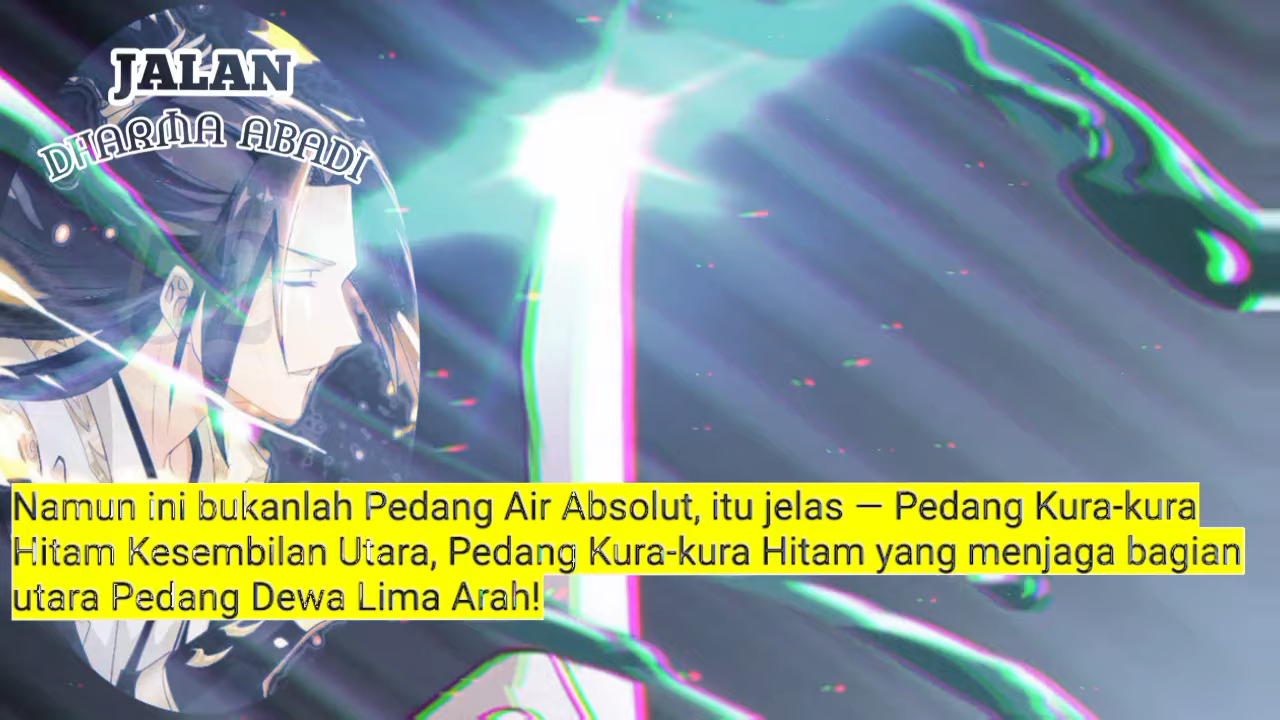 JALAN
DHARMA ABADI
Namun ini bukanlah Pedang Air Absolut, itu jelas — Pedang Kura-kura
Hitam Kesembilan Utara, Pedang Kura-kura Hitam yang menjaga bagian
utara Pedang Dewa Lima Arah!